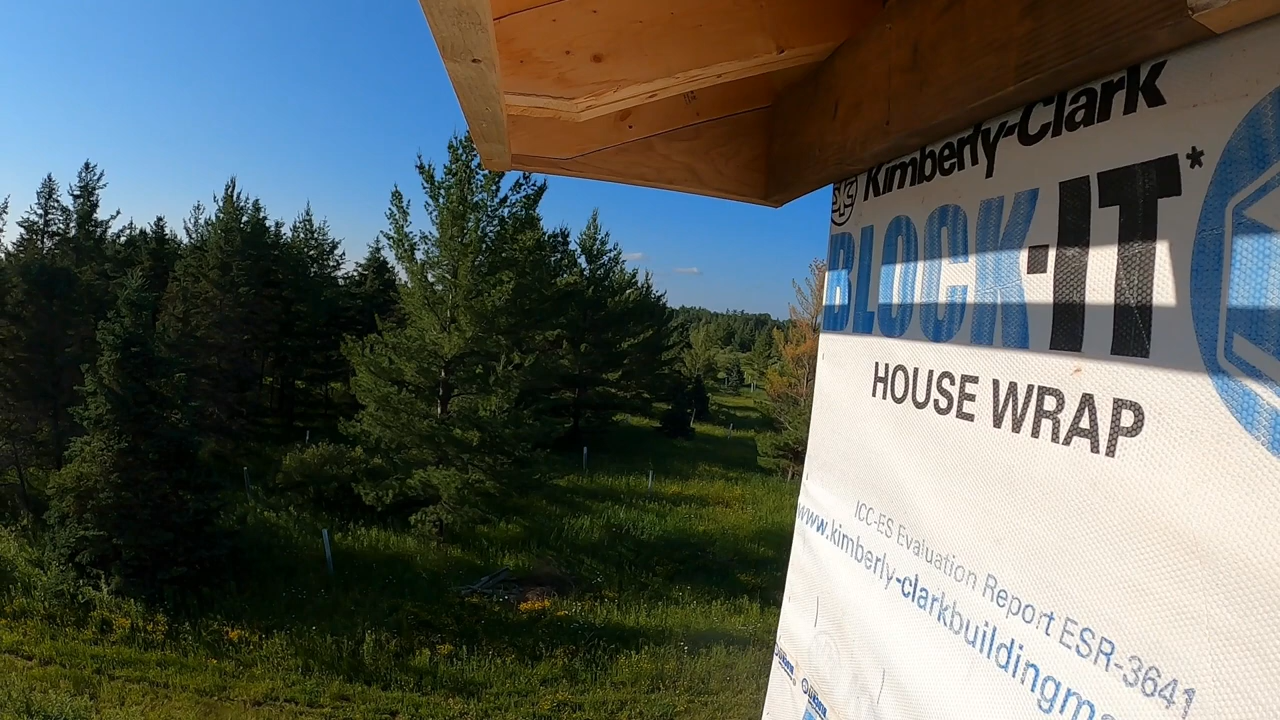 Kimberly-Clark
BLOCK-IT*
HOUSE WRAP
ICC-ES Evaluation Report ESR-3641
www.kimberly-clarkbuildingm